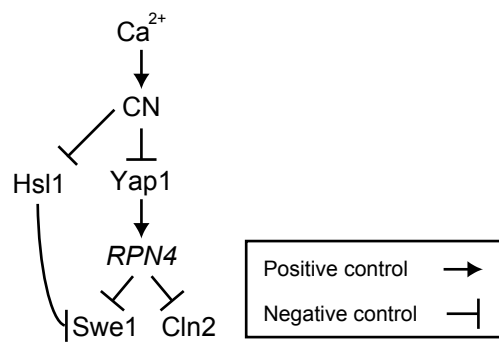 Ca²⁺
CN
Hsl1 Yap1
RPN4
Swe1 Cln2
Positive control
Negative control